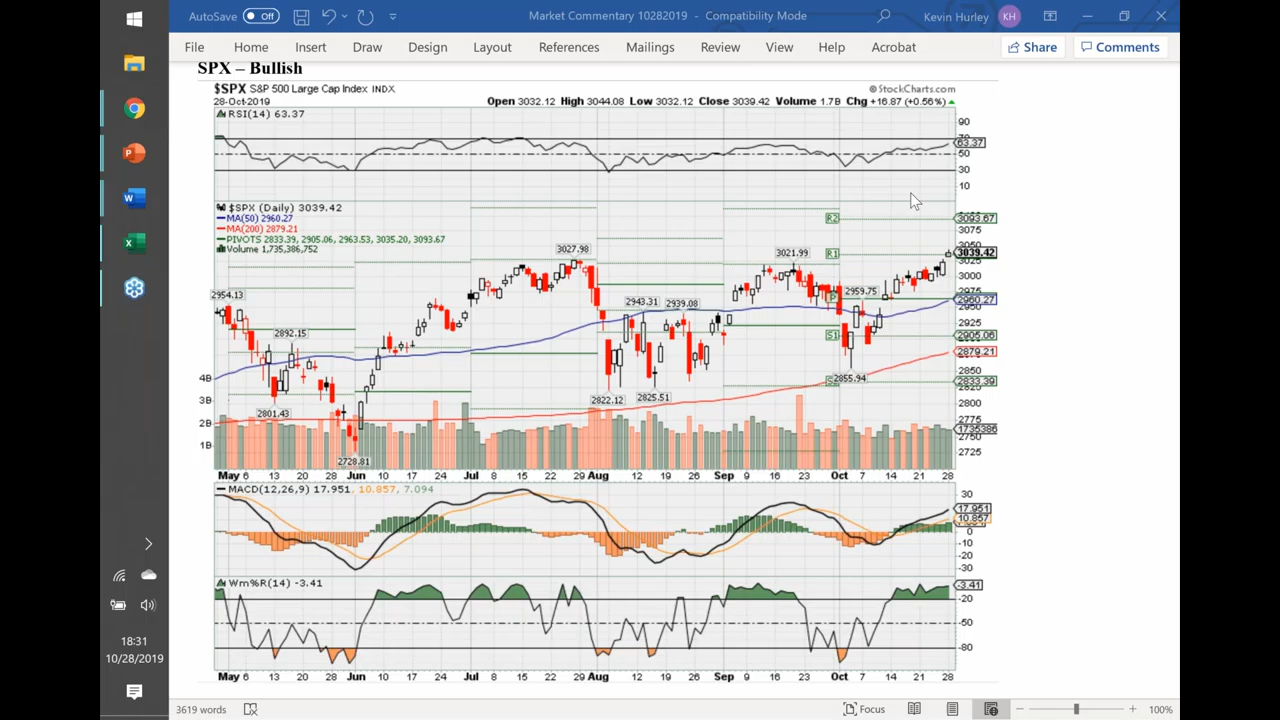 AutoSave Off
Market Commentary 10282019 - Compatibility Mode
Kevin Hurley KH
File Home Insert Draw Design Layout References Mailings Review View Help Acrobat
Share Comments
SPX – Bullish
$SPX S&P 500 Large Cap Index INDX
© StockCharts.com
28-Oct-2019
Open 3032.12 High 3044.08 Low 3032.12 Close 3039.42 Volume 1.7B Chg +16.87 (+0.56%)
RSI(14) 63.37
90
63.37
50
30
10
$SPX (Daily) 3039.42
MA(50) 2960.27
MA(200) 2879.21
PIVOTS 2833.39, 2905.06, 2963.53, 3035.20, 3093.67
Volume 1,735,386,752
R2
3093.67
3075
3050
R1
3039.42
3025
3000
2975
P
2960.27
2950
2925
S1
2905.06
2879.21
2850
2833.39
2800
2775
1735386
2750
2725
4B
3B
2B
1B
2954.13
2892.15
2801.43
2728.81
3027.98
2943.31
2939.08
2822.12
2825.51
3021.99
2959.75
2855.94
May 6 13 20 28 Jun 10 17 24 Jul 8 15 22 29 Aug 12 19 26 Sep 9 16 23 Oct 7 14 21 28
MACD(12,26,9) 17.951, 10.857, 7.094
30
17.951
10.857
0
-10
-20
-30
Wm%R(14) -3.41
-3.41
-20
-50
-80
May 6 13 20 28 Jun 10 17 24 Jul 8 15 22 29 Aug 12 19 26 Sep 9 16 23 Oct 7 14 21 28
18:31
10/28/2019
3619 words
Focus
100%